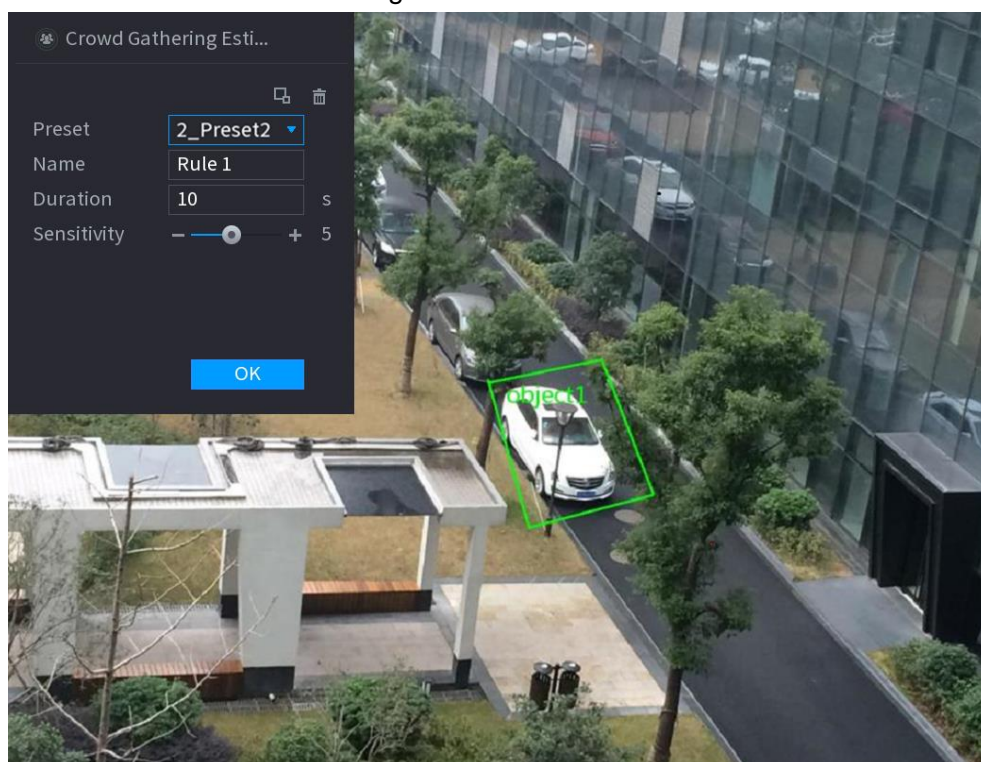 Crowd Gathering Esti...
Preset 2_Preset2
Name Rule 1
Duration 10 s
Sensitivity 5
OK
object1